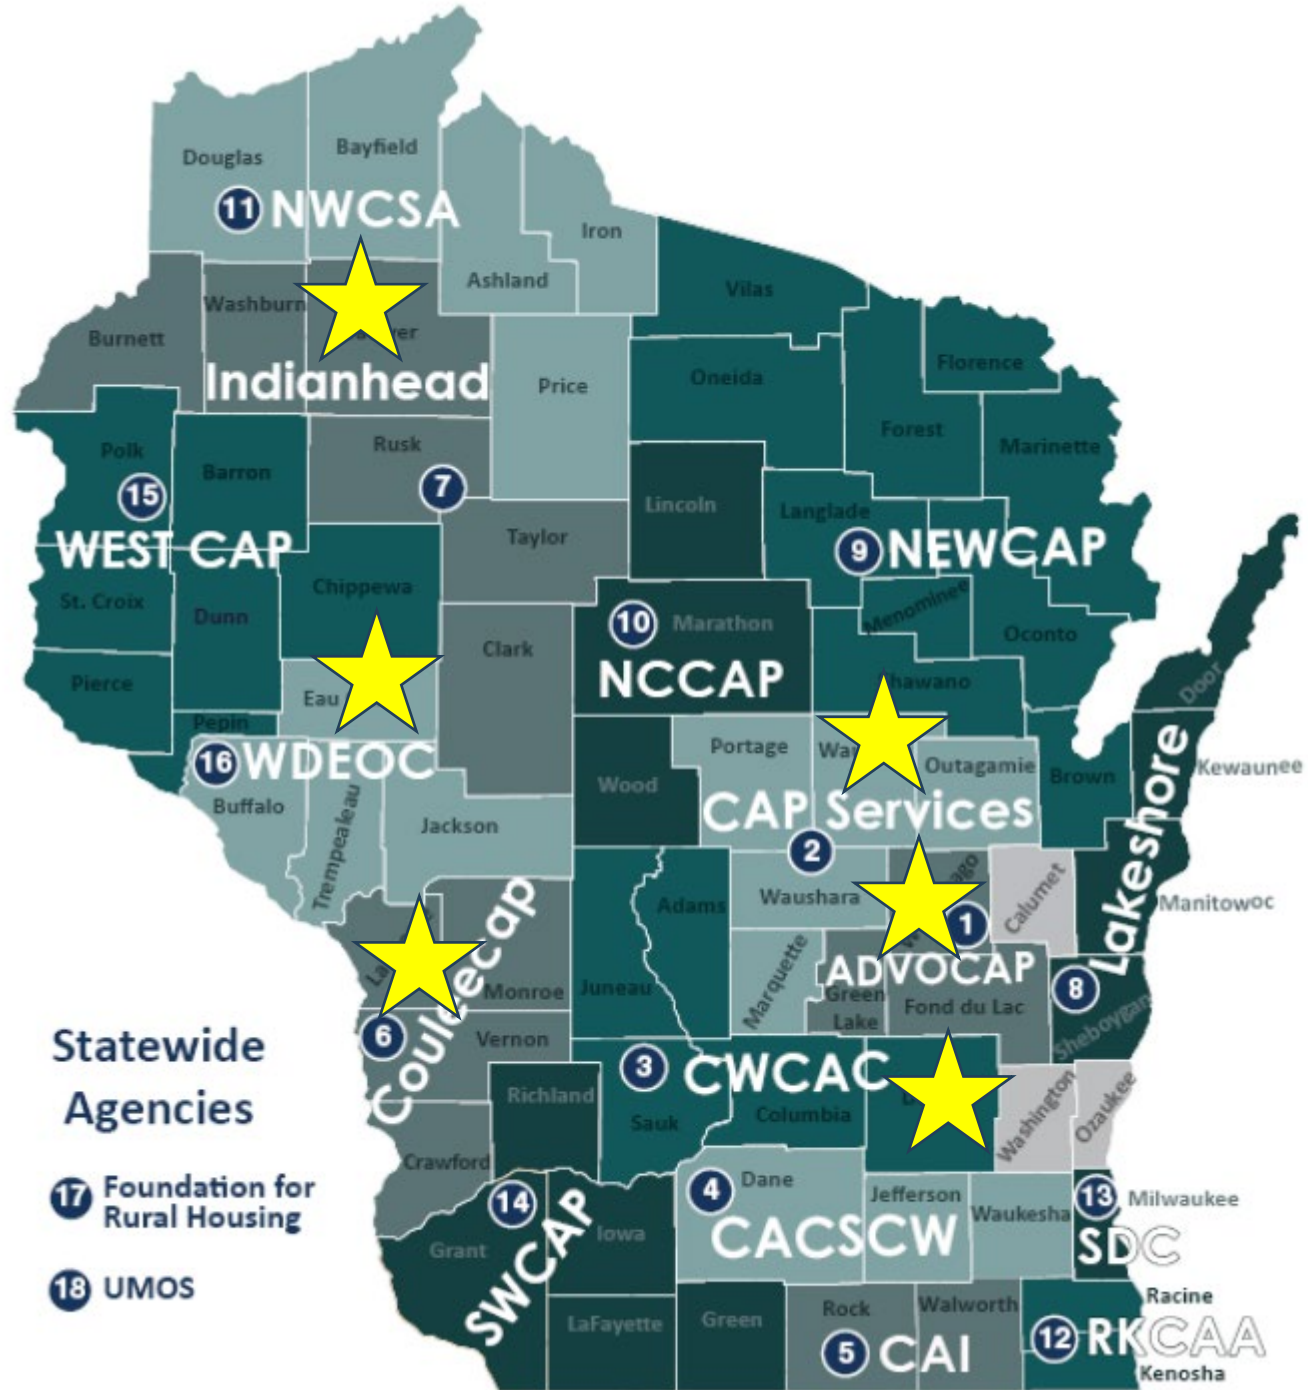 Douglas
Bayfield
11 NWCSA
Iron
Ashland
Vilas
Washburn
Burnett
Florence
Indianhead
Price
Oneida
Forest
Polk
Rusk
Marinette
Barron
15
7
Lincoln
Langlade
Taylor
WEST CAP
9 NEWCAP
Chippewa
St. Croix
Dunn
Menominee
10 Marathon
Oconto
Clark
NCCAP
Pierce
Eau
Door
Pepin
Portage
16 WDEOC
Outagamie
Kewaunee
Brown
Wood
Buffalo
CAP Services
Jackson
Trempealeau
2
Lakeshore
Waushara
Calumet
Manitowoc
Adams
1
ADVOCAP
Marquette
Coulecap
Monroe
Juneau
Green
Lake
Fond du Lac
8
Sheboygan
6
Vernon
Statewide
Agencies
3 CWCAC
Richland
Columbia
Sauk
Washington
Ozaukee
Crawford
17 Foundation for
Rural Housing
14
4 Dane
Jefferson
Waukesha
13 Milwaukee
Grant
Iowa
SWCAP
CACSCW
SDC
18 UMOS
LaFayette
Green
Rock
Walworth
Racine
5 CAI
12 RKCAA
Kenosha